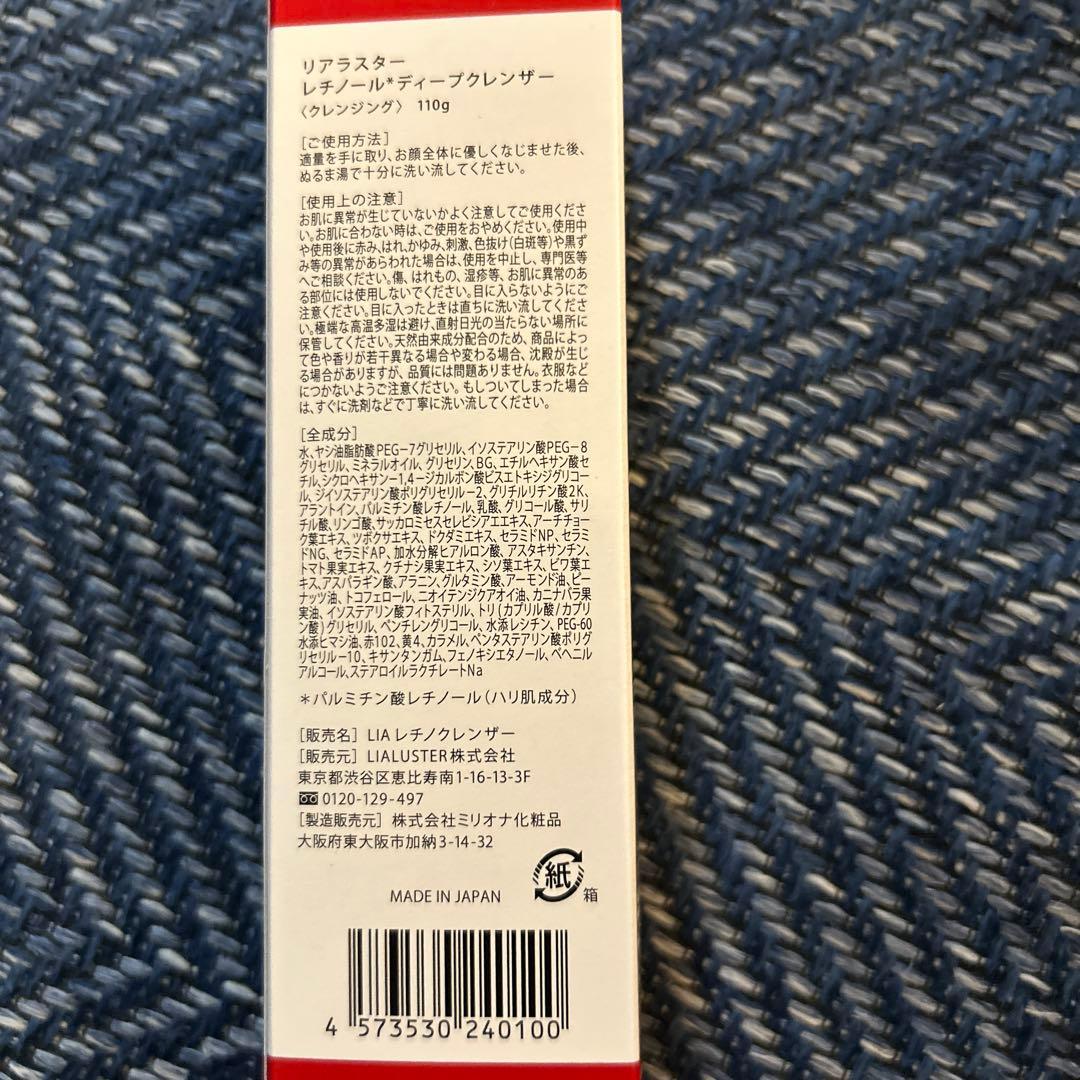 リアラスター
レチノール*ディープクレンザー
〈クレンジング〉 110g
[ご使用方法]
適量を手に取り、お顔全体に優しくなじませた後、
ぬるま湯で十分に洗い流してください。
[使用上の注意]
お肌に異常が生じていないかよく注意してご使用くださ
い。お肌に合わない時は、ご使用をおやめください。使用中
や使用後に赤み、はれ、かゆみ、刺激、色抜け(白斑等)や黒ず
み等の異常があらわれた場合は、使用を中止し、専門医等
へご相談ください。傷、はれもの、湿疹等、お肌に異常のあ
る部位には使用しないでください。目に入らないようにご
注意ください。目に入ったときは直ちに洗い流してくださ
い。極端な高温多湿は避け、直射日光の当たらない場所に
保管してください。天然由来成分配合のため、商品によっ
て色や香りが若干異なる場合や変わる場合、沈殿が生じ
る場合がありますが、品質には問題ありません。衣服など
につかないようご注意ください。もしついてしまった場合
は、すぐに洗剤などで丁寧に洗い流してください。
[全成分]
水、ヤシ油脂肪酸PEG-7グリセリル、イソステアリン酸PEG-8
グリセリル、ミネラルオイル、グリセリン、BG、エチルヘキサン酸セ
チル、シクロヘキサン-1,4-ジカルボン酸ビスエトキシジグリコー
ル、ジイソステアリン酸ポリグリセリル-2、グリチルリチン酸2K、
アラントイン、パルミチン酸レチノール、乳酸、グリコール酸、サリ
チル酸、リンゴ酸、サッカロミセスセレビシアエエキス、アーチチョー
ク葉エキス、ツボクサエキス、ドクダミエキス、セラミドNP、セラミ
ドNG、セラミドAP、加水分解ヒアルロン酸、アスタキサンチン、
トマト果実エキス、クチナシ果実エキス、シソ葉エキス、ビワ葉エ
キス、アスパラギン酸、アラニン、グルタミン酸、アーモンド油、ピー
ナッツ油、トコフェロール、ニオイテンジクアオイ油、カニナバラ果
実油、イソステアリン酸フィトステリル、トリ(カプリル酸/カプリ
ン酸)グリセリル、ペンチレングリコール、水添レシチン、PEG-60
水添ヒマシ油、赤102、黄4、カラメル、ペンタステアリン酸ポリグ
リセリル-10、キサンタンガム、フェノキシエタノール、ベヘニル
アルコール、ステアロイルラクチレートNa
*パルミチン酸レチノール(ハリ肌成分)
[販売名] LIAレチノクレンザー
[販売元] LIALUSTER株式会社
東京都渋谷区恵比寿南1-16-13-3F
0120-129-497
[製造販売元] 株式会社ミリオナ化粧品
大阪府東大阪市加納3-14-32
紙
箱
MADE IN JAPAN
4 573530 240100